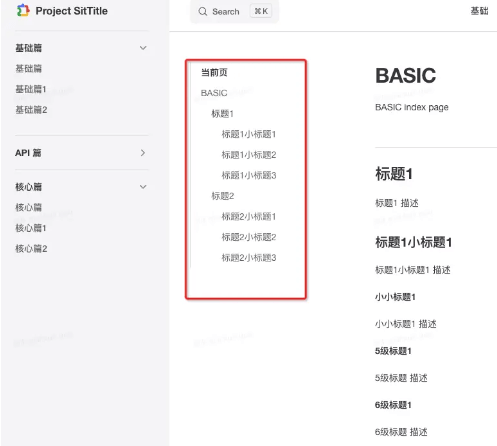 Project SitTitle
Search ⌘K
基础
基础篇
基础篇
基础篇1
基础篇2
API 篇
核心篇
核心篇
核心篇1
核心篇2
当前页
BASIC
标题1
标题1小标题1
标题1小标题2
标题1小标题3
标题2
标题2小标题1
标题2小标题2
标题2小标题3
BASIC
BASIC index page
标题1
标题1 描述
标题1小标题1
标题1小标题1 描述
小小标题1
小小标题1 描述
5级标题1
5级标题 描述
6级标题1
6级标题 描述